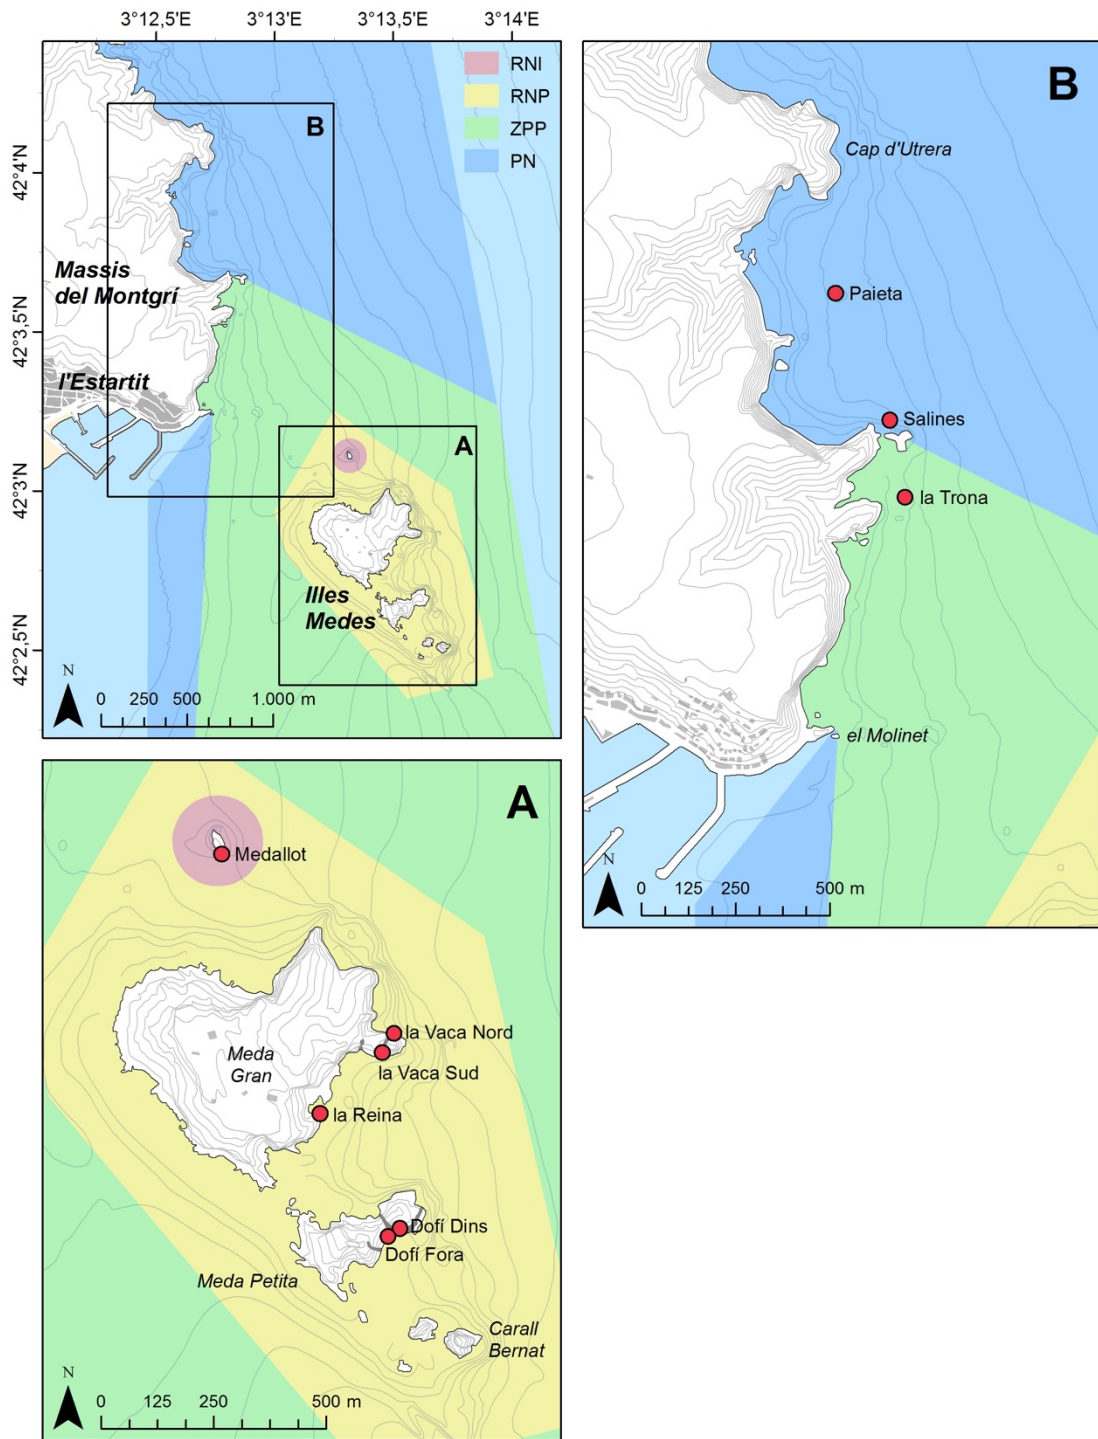 3°12,5'E
3°13'E
3°13,5'E
3°14'E
42°4'N
42°3,5'N
42°3'N
42°2,5'N
RNI
RNP
ZPP
PN
B
Massis
del Montgrí
l'Estartit
A
Illes
Medes
N
0 250 500 1.000 m
B
Cap d'Utrera
Paieta
Salines
la Trona
el Molinet
N
0 125 250 500 m
A
Medallot
la Vaca Nord
Meda
Gran
la Vaca Sud
la Reina
Dofí Dins
Dofí Fora
Meda Petita
Carall
Bernat
N
0 125 250 500 m